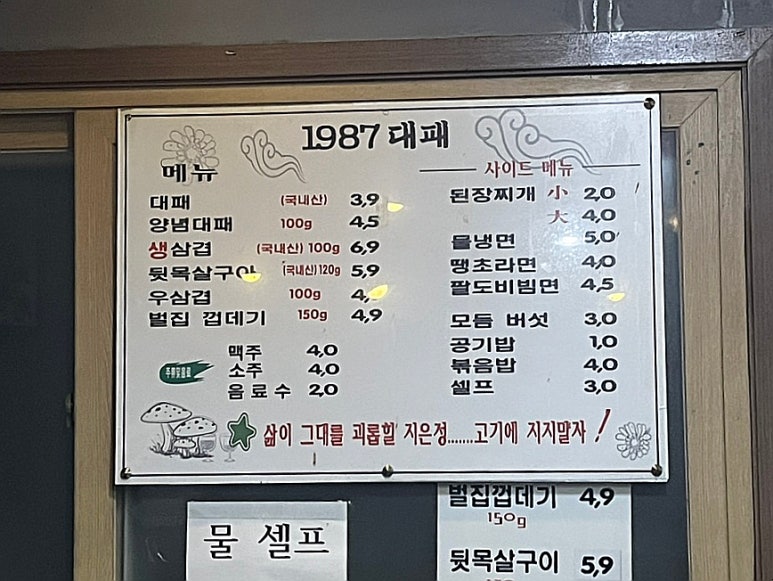 1987 대패
메뉴
대패 (국내산) 3,9
양념대패 100g 4,5
생삼겹 (국내산) 100g 6,9
뒷목살구이 (국내산) 120g 5,9
우삼겹 100g 4,
벌집 껍데기 150g 4,9
맥주 4,0
소주 4,0
음료수 2,0
사이트 메뉴
된장찌개 小 2,0
大 4,0
물냉면 5,0
땡초라면 4,0
팔도비빔면 4,5
모듬 버섯 3,0
공기밥 1,0
볶음밥 4,0
셀프 3,0
삶이 그대를 괴롭힐 지은정.......고기에 지지말자 !
물 셀프
벌집껍데기 4,9
150g
뒷목살구이 5,9